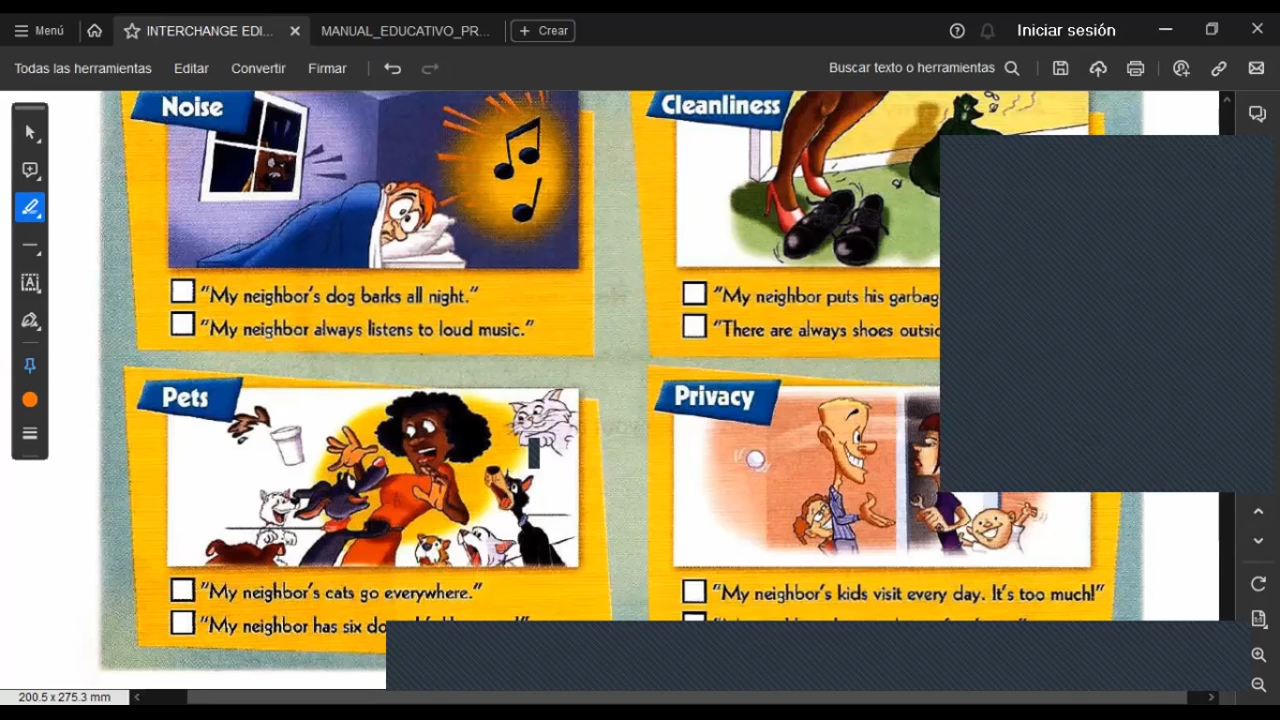 Menú
INTERCHANGE EDI...
MANUAL_EDUCATIVO_PR...
Crear
Iniciar sesión
Todas las herramientas
Editar
Convertir
Firmar
Buscar texto o herramientas
Noise
Cleanliness
"My neighbor's dog barks all night."
"My neighbor always listens to loud music."
"My neighbor puts his garbag
"There are always shoes outsid
Pets
Privacy
"My neighbor's cats go everywhere."
"My neighbor has six do
"My neighbor's kids visit every day. It's too much!"
200.5 x 275.3 mm